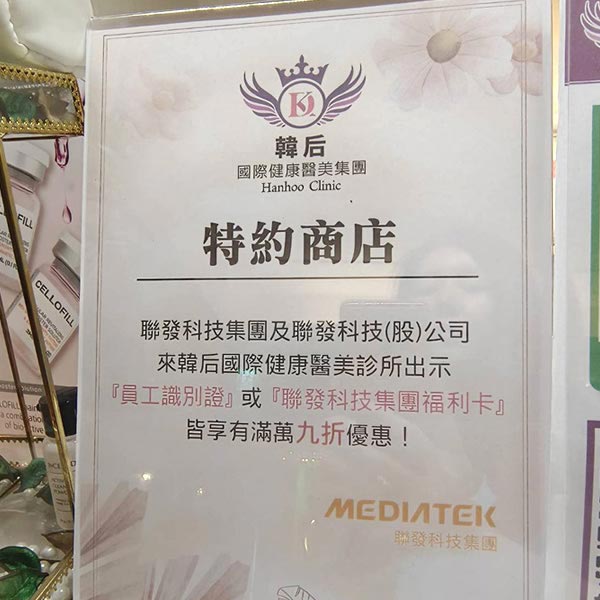 DK
韓后
國際健康醫美集團
Hanhoo Clinic
特約商店
聯發科技集團及聯發科技(股)公司
來韓后國際健康醫美診所出示
『員工識別證』或『聯發科技集團福利卡』
皆享有滿萬九折優惠！
MEDIATEK
聯發科技集團
CELLOFILL
CELLOFILL